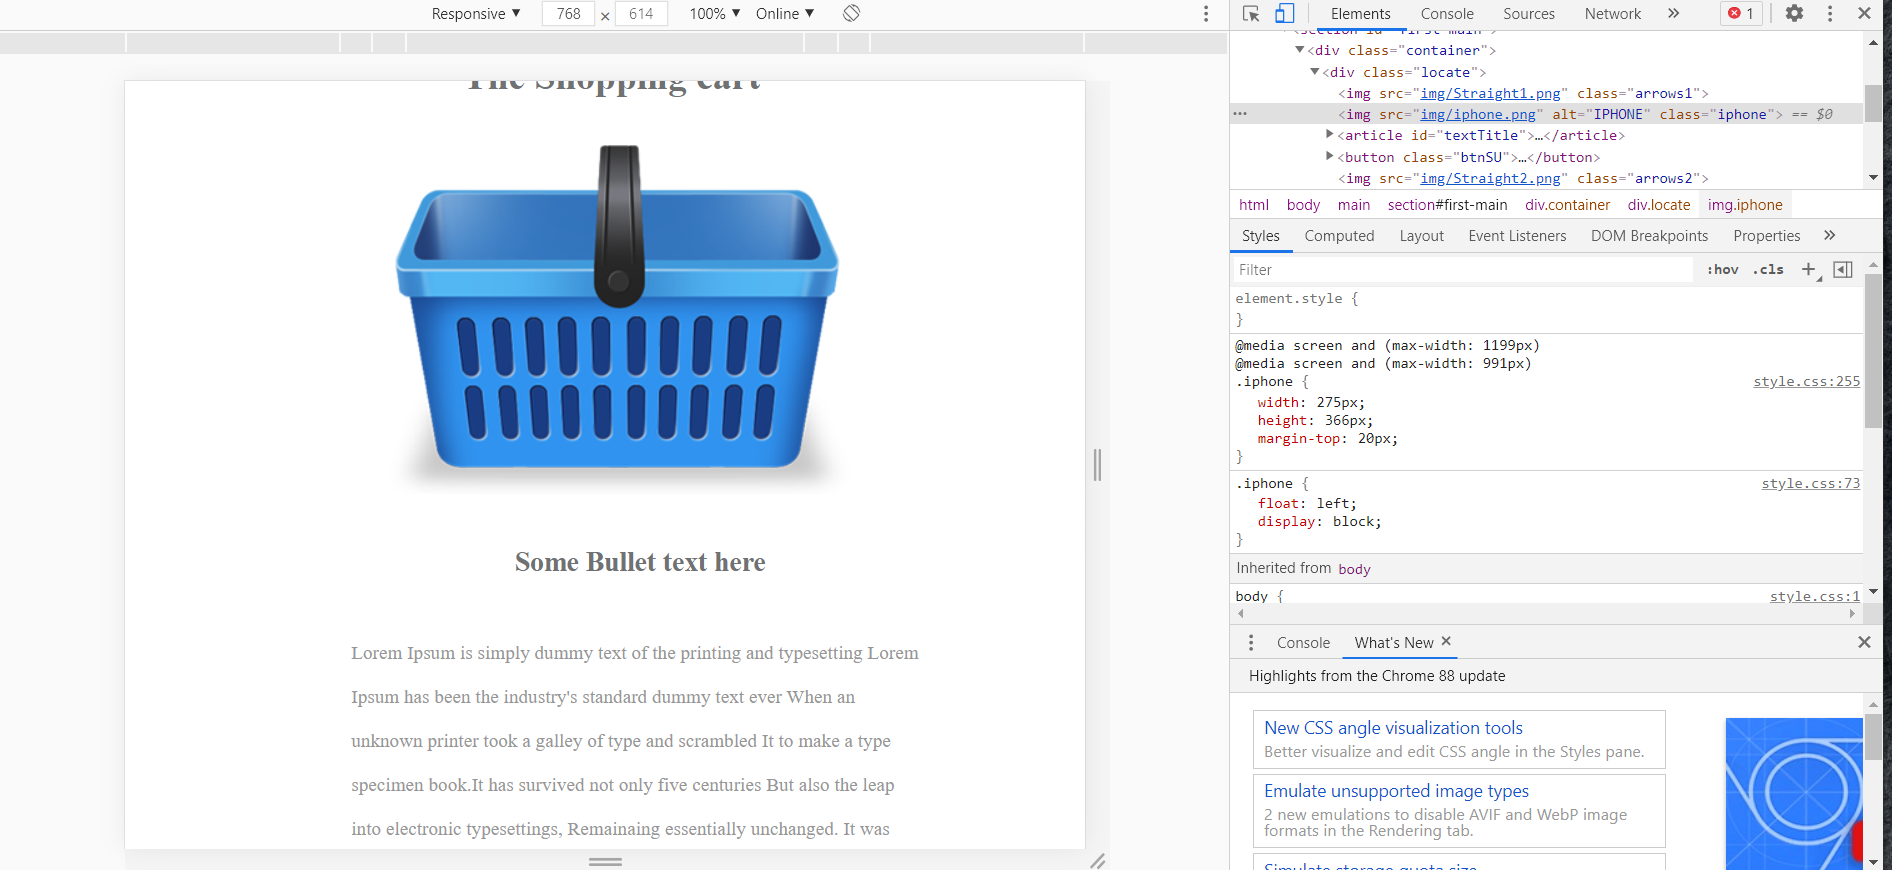 Responsive ▼ 768 × 614 100% ▼ Online ▼
Elements Console Sources Network » 1
The Shopping cart
Some Bullet text here
Lorem Ipsum is simply dummy text of the printing and typesetting Lorem
Ipsum has been the industry's standard dummy text ever When an
unknown printer took a galley of type and scrambled It to make a type
specimen book.It has survived not only five centuries But also the leap
into electronic typesettings, Remainaing essentially unchanged. It was
<section id="first-main">
▼<div class="container">
▼<div class="locate">
<img src="img/Straight1.png" class="arrows1">
<img src="img/iphone.png" alt="IPHONE" class="iphone"> == $0
▶<article id="textTitle">…</article>
▶<button class="btnSU">…</button>
<img src="img/Straight2.png" class="arrows2">
html body main section#first-main div.container div.locate img.iphone
Styles Computed Layout Event Listeners DOM Breakpoints Properties »
Filter :hov .cls +
element.style {
}
@media screen and (max-width: 1199px)
@media screen and (max-width: 991px)
.iphone { style.css:255
width: 275px;
height: 366px;
margin-top: 20px;
}
.iphone { style.css:73
float: left;
display: block;
}
Inherited from body
body { style.css:1
Console What's New ×
Highlights from the Chrome 88 update
New CSS angle visualization tools
Better visualize and edit CSS angle in the Styles pane.
Emulate unsupported image types
2 new emulations to disable AVIF and WebP image
formats in the Rendering tab.
Simulate storage quota size